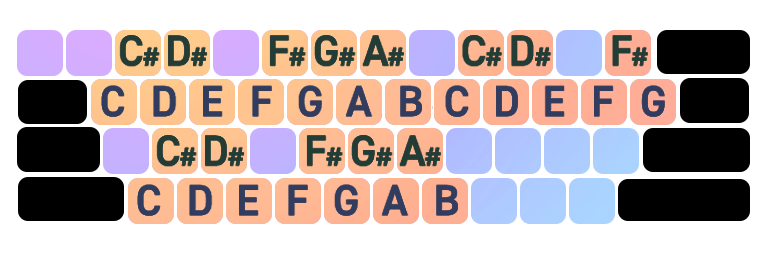 C# D# F# G# A# C# D# F#
C D E F G A B C D E F G
C# D# F# G# A#
C D E F G A B